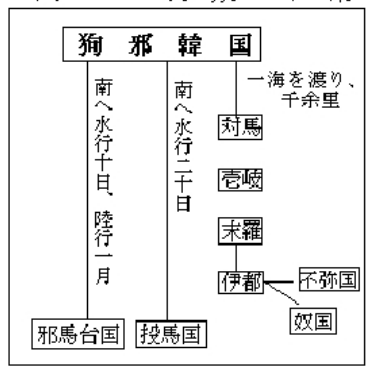 狗邪韓国
一海を渡り、
千余里
対馬
壱岐
末羅
伊都
不弥国
奴国
南へ水行二十日
投馬国
南へ水行十日、陸行一月
邪馬台国